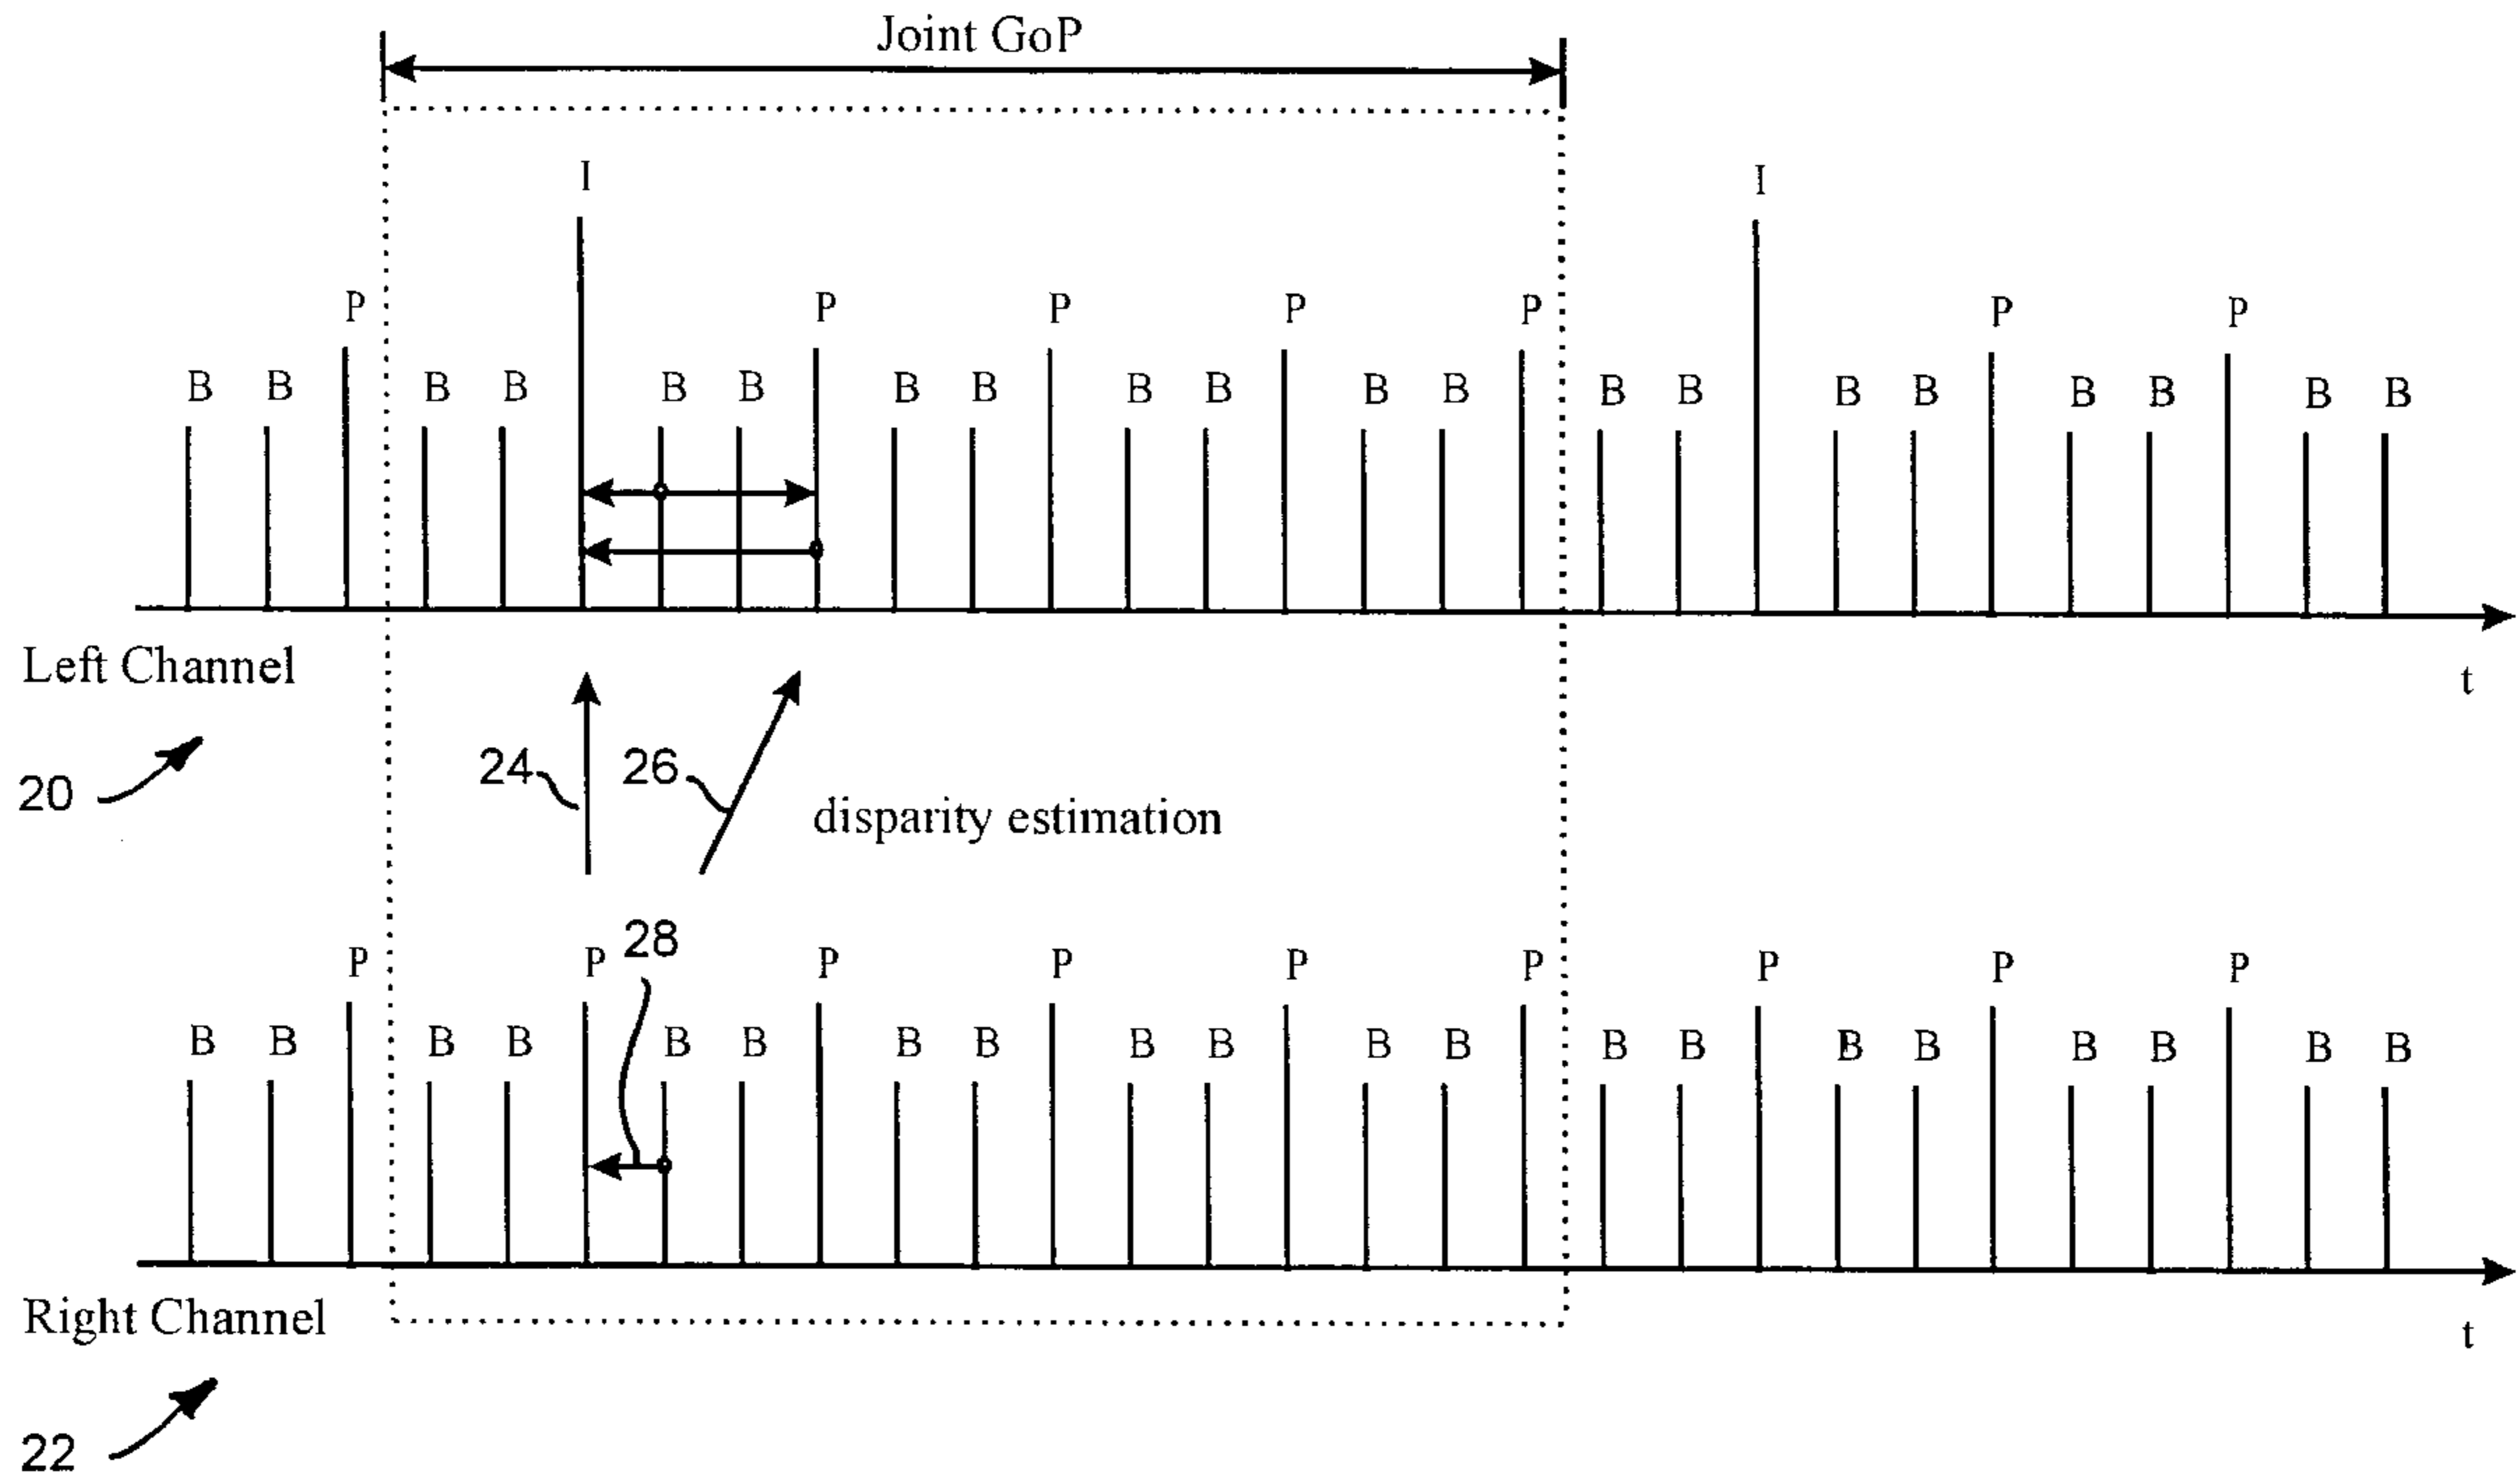 Joint GoP
I I
P P P P P P P
B B B B B B B B B B B B B B B B B B B B
Left Channel t
20 24 26 disparity estimation
28
P P P P P P P P P
B B B B B B B B B B B B B B B B B B B B
Right Channel t
22